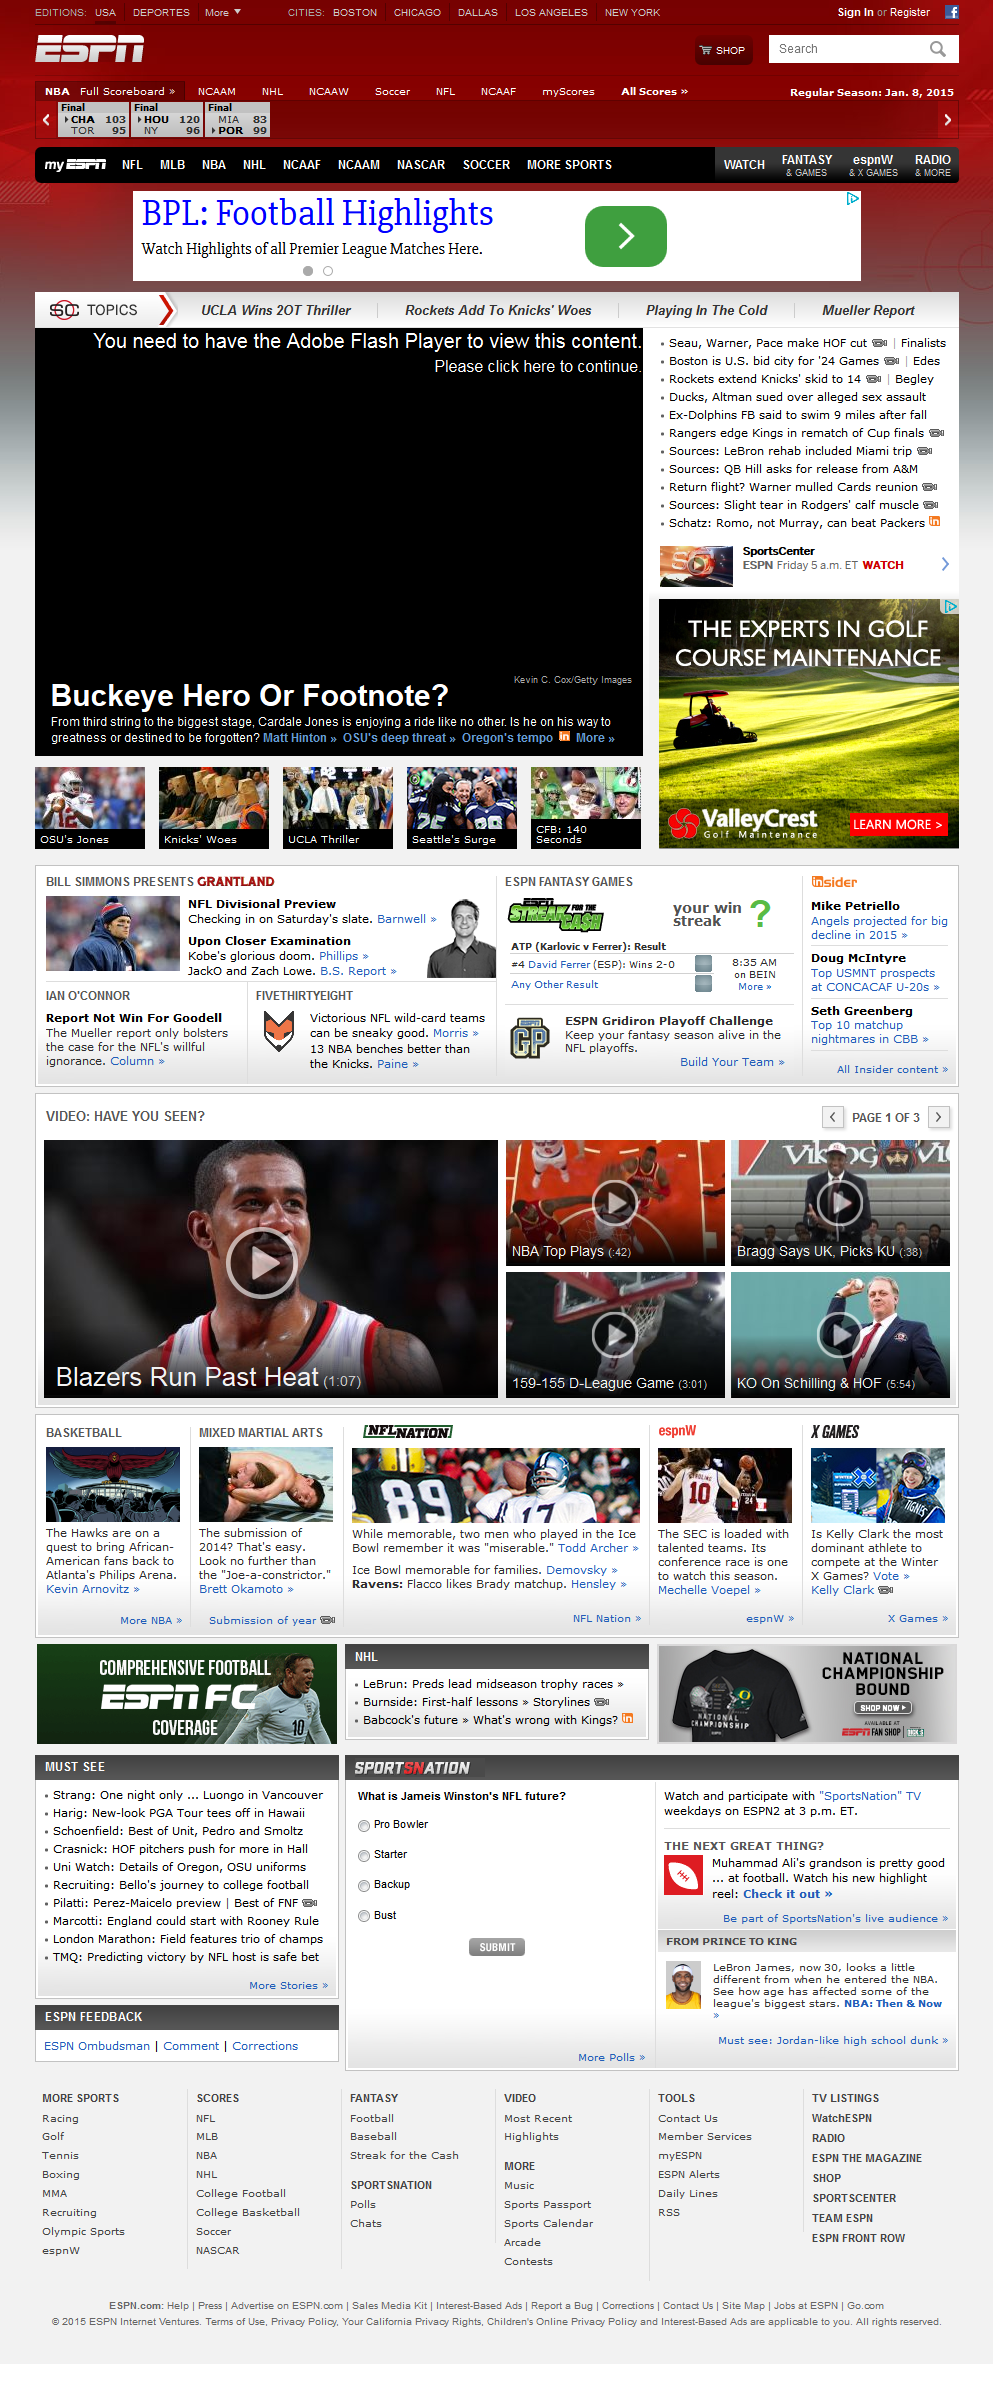 EDITIONS: USA DEPORTES More CITIES: BOSTON CHICAGO DALLAS LOS ANGELES NEW YORK Sign In or Register
ESPN SHOP Search
NBA Full Scoreboard » NCAAM NHL NCAAW Soccer NFL NCAAF myScores All Scores » Regular Season: Jan. 8, 2015
Final Final Final
CHA 103 HOU 120 MIA 83
TOR 95 NY 96 POR 99
my ESPN NFL MLB NBA NHL NCAAF NCAAM NASCAR SOCCER MORE SPORTS WATCH FANTASY & GAMES espnW & X GAMES RADIO & MORE
BPL: Football Highlights
Watch Highlights of all Premier League Matches Here.
SC TOPICS UCLA Wins 2OT Thriller Rockets Add To Knicks' Woes Playing In The Cold Mueller Report
You need to have the Adobe Flash Player to view this content.
Please click here to continue.
Kevin C. Cox/Getty Images
Buckeye Hero Or Footnote?
From third string to the biggest stage, Cardale Jones is enjoying a ride like no other. Is he on his way to
greatness or destined to be forgotten? Matt Hinton » OSU's deep threat » Oregon's tempo in More »
OSU's Jones
Knicks' Woes
UCLA Thriller
Seattle's Surge
CFB: 140
Seconds
Seau, Warner, Pace make HOF cut | Finalists
Boston is U.S. bid city for '24 Games | Edes
Rockets extend Knicks' skid to 14 | Begley
Ducks, Altman sued over alleged sex assault
Ex-Dolphins FB said to swim 9 miles after fall
Rangers edge Kings in rematch of Cup finals
Sources: LeBron rehab included Miami trip
Sources: QB Hill asks for release from A&M
Return flight? Warner mulled Cards reunion
Sources: Slight tear in Rodgers' calf muscle
Schatz: Romo, not Murray, can beat Packers in
SportsCenter
ESPN Friday 5 a.m. ET WATCH
THE EXPERTS IN GOLF
COURSE MAINTENANCE
ValleyCrest
Golf Maintenance
LEARN MORE >
BILL SIMMONS PRESENTS GRANTLAND
NFL Divisional Preview
Checking in on Saturday's slate. Barnwell »
Upon Closer Examination
Kobe's glorious doom. Phillips »
JackO and Zach Lowe. B.S. Report »
IAN O'CONNOR
Report Not Win For Goodell
The Mueller report only bolsters
the case for the NFL's willful
ignorance. Column »
FIVETHIRTYEIGHT
Victorious NFL wild-card teams
can be sneaky good. Morris »
13 NBA benches better than
the Knicks. Paine »
ESPN FANTASY GAMES
STREAK FOR THE CASH
your win
streak ?
ATP (Karlovic v Ferrer): Result
#4 David Ferrer (ESP): Wins 2-0
Any Other Result
8:35 AM
on BEIN
More »
GP
ESPN Gridiron Playoff Challenge
Keep your fantasy season alive in the
NFL playoffs.
Build Your Team »
insider
Mike Petriello
Angels projected for big
decline in 2015 »
Doug McIntyre
Top USMNT prospects
at CONCACAF U-20s »
Seth Greenberg
Top 10 matchup
nightmares in CBB »
All Insider content »
VIDEO: HAVE YOU SEEN? < PAGE 1 OF 3 >
Blazers Run Past Heat (1:07)
NBA Top Plays (:42)
Bragg Says UK, Picks KU (:38)
159-155 D-League Game (3:01)
KO On Schilling & HOF (5:54)
BASKETBALL
The Hawks are on a
quest to bring African-
American fans back to
Atlanta's Philips Arena.
Kevin Arnovitz »
More NBA »
MIXED MARTIAL ARTS
The submission of
2014? That's easy.
Look no further than
the "Joe-a-constrictor."
Brett Okamoto »
Submission of year
NFL NATION
89
17
While memorable, two men who played in the Ice
Bowl remember it was "miserable." Todd Archer »
Ice Bowl memorable for families. Demovsky »
Ravens: Flacco likes Brady matchup. Hensley »
NFL Nation »
espnW
10
24
The SEC is loaded with
talented teams. Its
conference race is one
to watch this season.
Mechelle Voepel »
espnW »
X GAMES
TIGNES
Is Kelly Clark the most
dominant athlete to
compete at the Winter
X Games? Vote »
Kelly Clark
X Games »
COMPREHENSIVE FOOTBALL
ESPN FC
COVERAGE
10
NHL
LeBrun: Preds lead midseason trophy races »
Burnside: First-half lessons » Storylines
Babcock's future » What's wrong with Kings? in
NATIONAL
CHAMPIONSHIP
BOUND
SHOP NOW
AVAILABLE AT
ESPN FAN SHOP
NATIONAL
CHAMPIONSHIP
MUST SEE
Strang: One night only ... Luongo in Vancouver
Harig: New-look PGA Tour tees off in Hawaii
Schoenfield: Best of Unit, Pedro and Smoltz
Crasnick: HOF pitchers push for more in Hall
Uni Watch: Details of Oregon, OSU uniforms
Recruiting: Bello's journey to college football
Pilatti: Perez-Maicelo preview | Best of FNF
Marcotti: England could start with Rooney Rule
London Marathon: Field features trio of champs
TMQ: Predicting victory by NFL host is safe bet
More Stories »
ESPN FEEDBACK
ESPN Ombudsman | Comment | Corrections
SPORTSNATION
What is Jameis Winston's NFL future?
Pro Bowler
Starter
Backup
Bust
SUBMIT
More Polls »
Watch and participate with "SportsNation" TV
weekdays on ESPN2 at 3 p.m. ET.
THE NEXT GREAT THING?
Muhammad Ali's grandson is pretty good
... at football. Watch his new highlight
reel: Check it out »
Be part of SportsNation's live audience »
FROM PRINCE TO KING
LeBron James, now 30, looks a little
different from when he entered the NBA.
See how age has affected some of the
league's biggest stars. NBA: Then & Now
»
Must see: Jordan-like high school dunk »
MORE SPORTS
Racing
Golf
Tennis
Boxing
MMA
Recruiting
Olympic Sports
espnW
SCORES
NFL
MLB
NBA
NHL
College Football
College Basketball
Soccer
NASCAR
FANTASY
Football
Baseball
Streak for the Cash
SPORTSNATION
Polls
Chats
VIDEO
Most Recent
Highlights
MORE
Music
Sports Passport
Sports Calendar
Arcade
Contests
TOOLS
Contact Us
Member Services
myESPN
ESPN Alerts
Daily Lines
RSS
TV LISTINGS
WatchESPN
RADIO
ESPN THE MAGAZINE
SHOP
SPORTSCENTER
TEAM ESPN
ESPN FRONT ROW
ESPN.com: Help | Press | Advertise on ESPN.com | Sales Media Kit | Interest-Based Ads | Report a Bug | Corrections | Contact Us | Site Map | Jobs at ESPN | Go.com
© 2015 ESPN Internet Ventures. Terms of Use, Privacy Policy, Your California Privacy Rights, Children's Online Privacy Policy and Interest-Based Ads are applicable to you. All rights reserved.